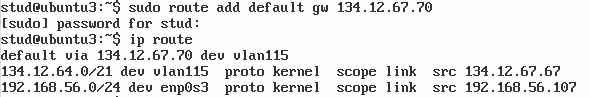 stud@ubuntu3:~$ sudo route add default gw 134.12.67.70
[sudo] password for stud:
stud@ubuntu3:~$ ip route
default via 134.12.67.70 dev vlan115
134.12.64.0/21 dev vlan115  proto kernel  scope link  src 134.12.67.67
192.168.56.0/24 dev enp0s3  proto kernel  scope link  src 192.168.56.107